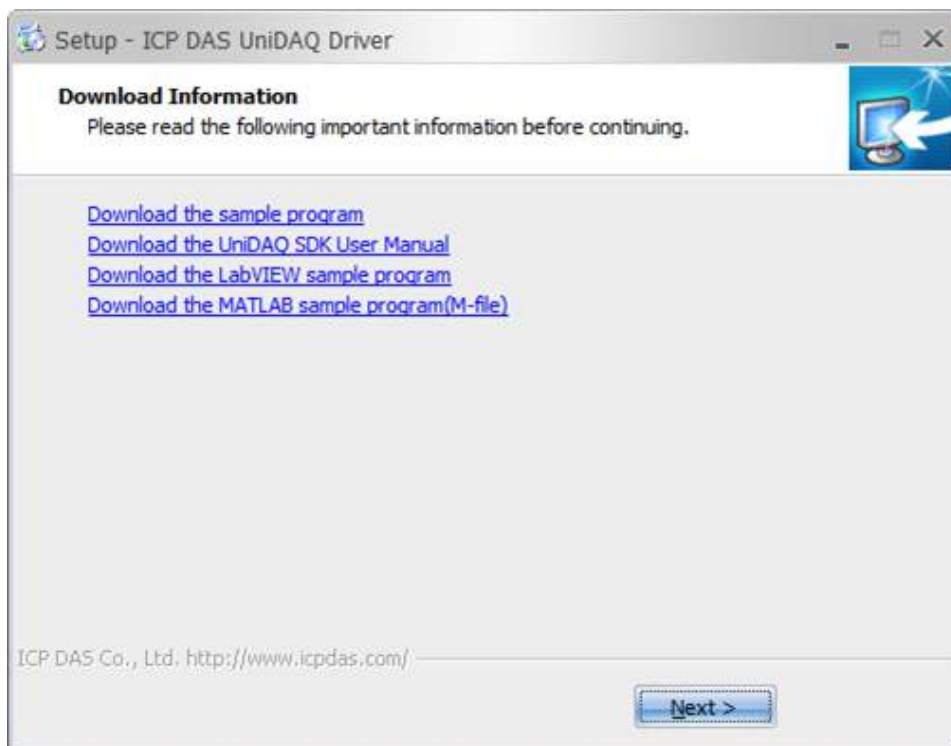 Setup - ICP DAS UniDAQ Driver
Download Information
Please read the following important information before continuing.
Download the sample program
Download the UniDAQ SDK User Manual
Download the LabVIEW sample program
Download the MATLAB sample program(M-file)
ICP DAS Co., Ltd. http://www.icpdas.com/
Next >